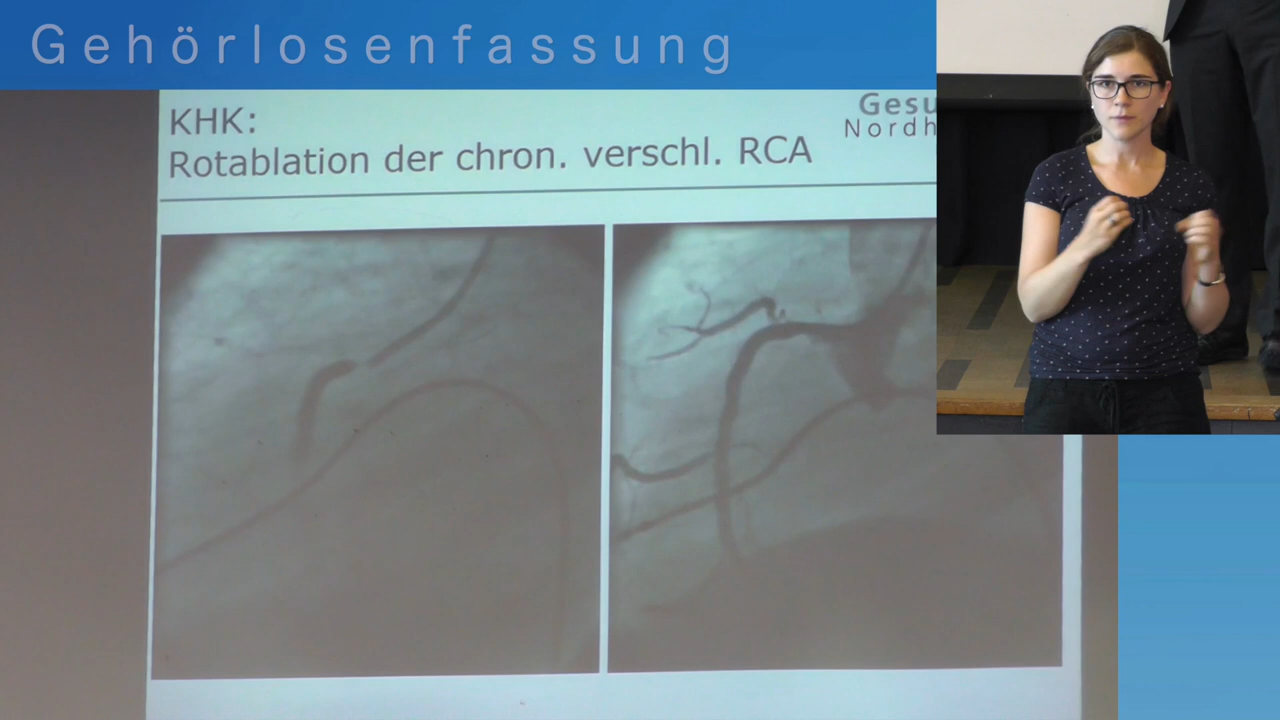 Gehörlosenfassung
KHK:
Rotablation der chron. verschl. RCA